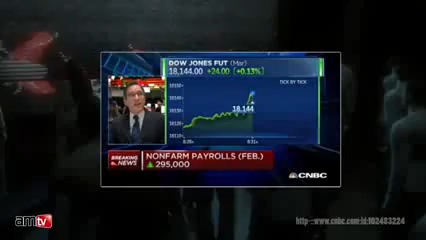 DOW JONES FUT (Mar)
18,144.00 +24.00 [+0.13%]
TICK BY TICK
18,144
BREAKING NEWS
NONFARM PAYROLLS (FEB.)
295,000
CNBC
amtv
http://www.cnbc.com/id/102483224